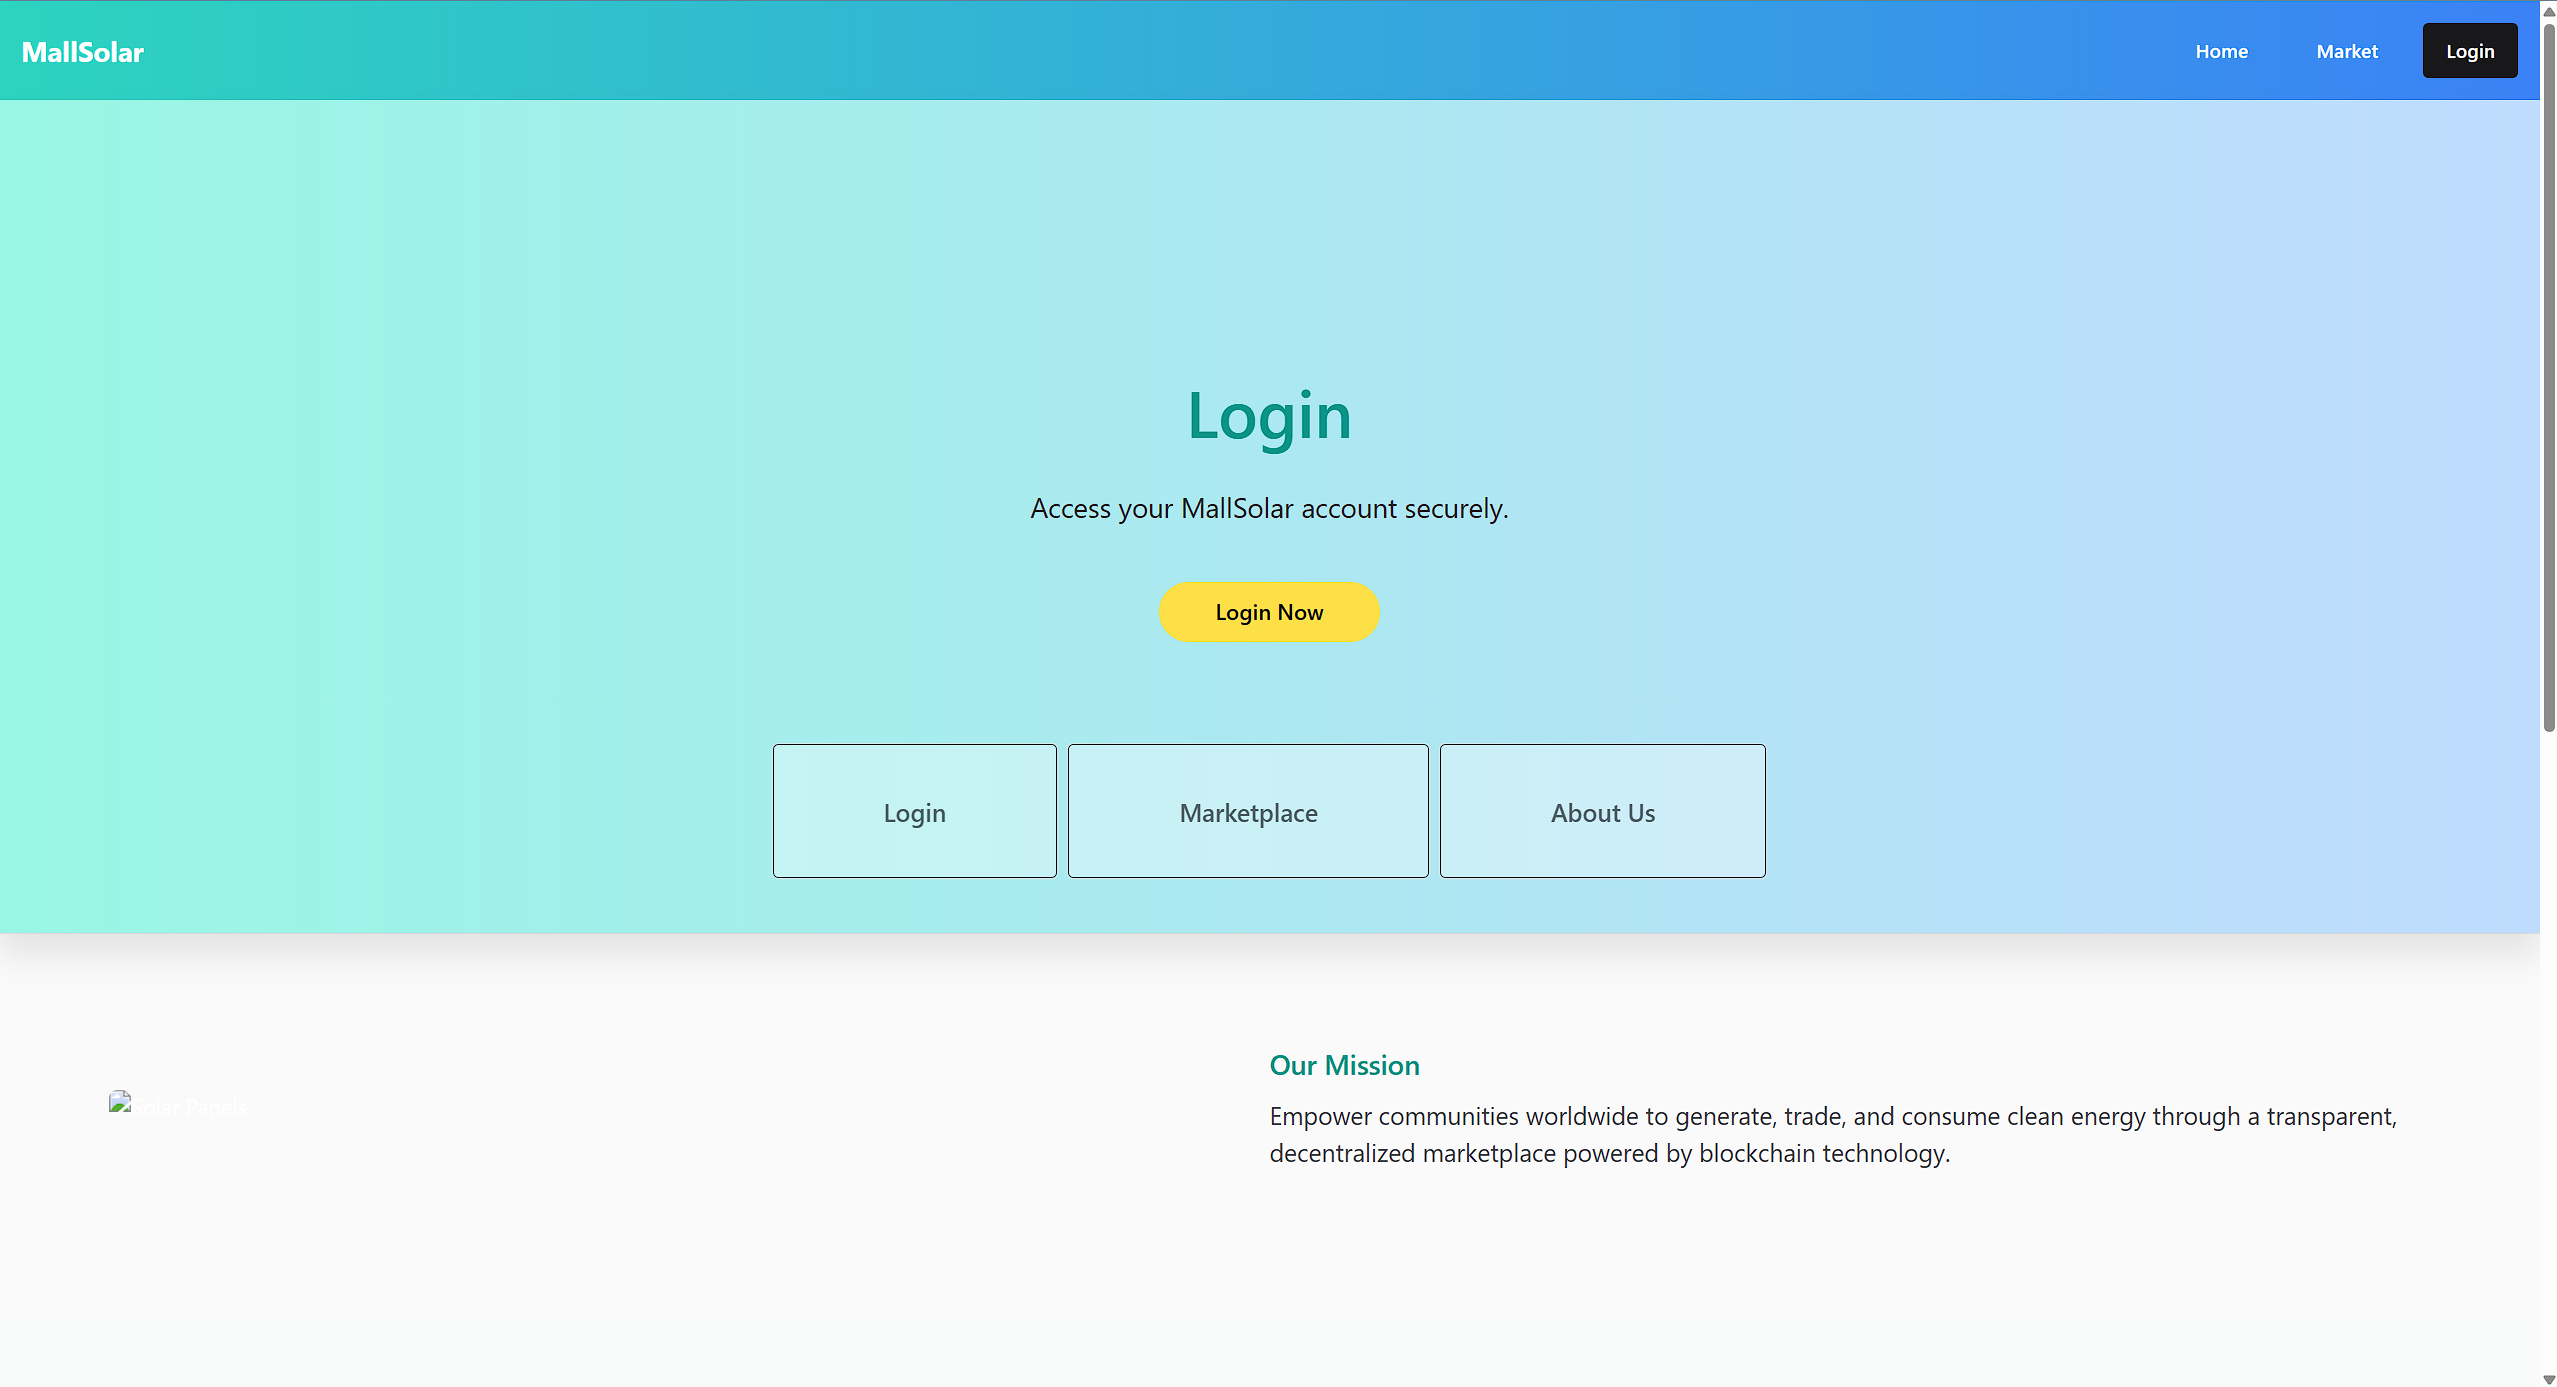 MallSolar
Home
Market
Login
Login
Access your MallSolar account securely.
Login Now
Login
Marketplace
About Us
Our Mission
Solar Panels
Empower communities worldwide to generate, trade, and consume clean energy through a transparent,
decentralized marketplace powered by blockchain technology.